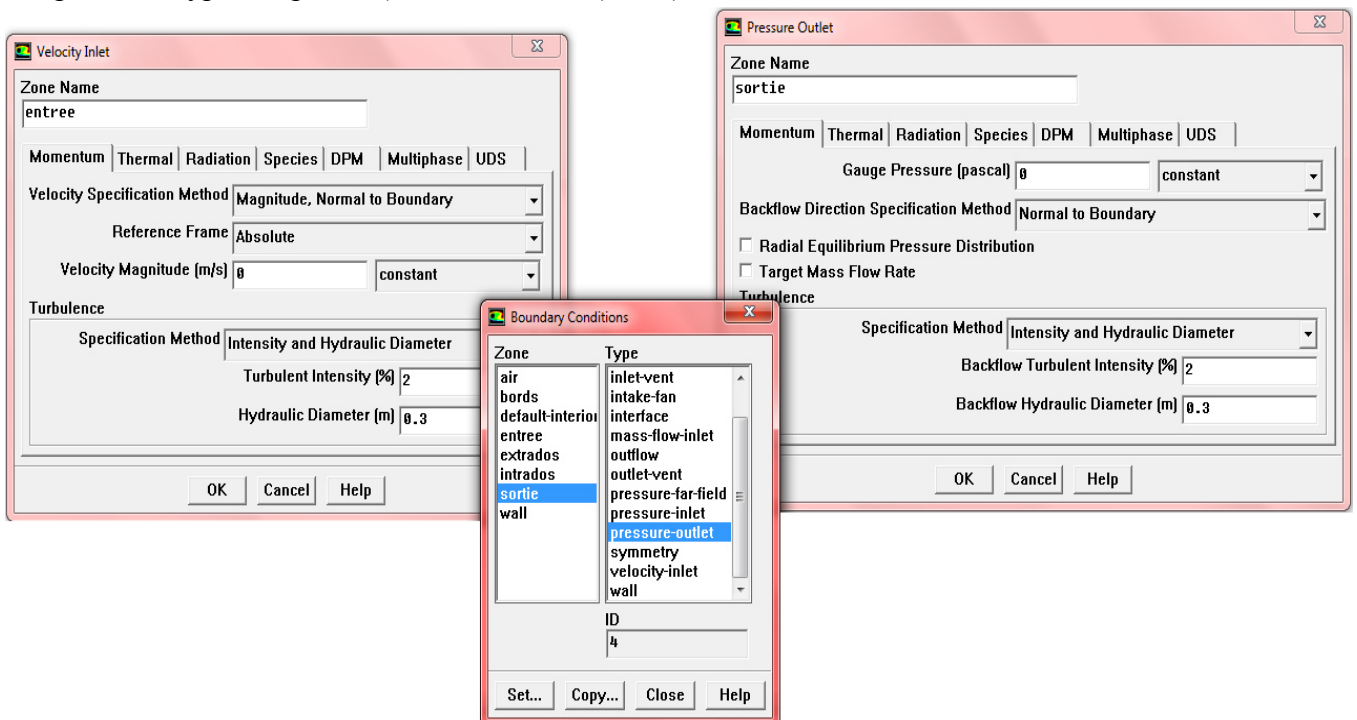 Velocity Inlet
Zone Name
entree
Momentum Thermal Radiation Species DPM Multiphase UDS
Velocity Specification Method Magnitude, Normal to Boundary
Reference Frame Absolute
Velocity Magnitude (m/s) 0 constant
Turbulence
Specification Method Intensity and Hydraulic Diameter
Turbulent Intensity (%) 2
Hydraulic Diameter (m) 0.3
OK Cancel Help
Pressure Outlet
Zone Name
sortie
Momentum Thermal Radiation Species DPM Multiphase UDS
Gauge Pressure (pascal) 0 constant
Backflow Direction Specification Method Normal to Boundary
Radial Equilibrium Pressure Distribution
Target Mass Flow Rate
Turbulence
Specification Method Intensity and Hydraulic Diameter
Backflow Turbulent Intensity (%) 2
Backflow Hydraulic Diameter (m) 0.3
OK Cancel Help
Boundary Conditions
Zone Type
air inlet-vent
bords intake-fan
default-interior interface
entree mass-flow-inlet
extrados outflow
intrados outlet-vent
sortie pressure-far-field
wall pressure-inlet
pressure-outlet
symmetry
velocity-inlet
wall
ID
4
Set... Copy... Close Help